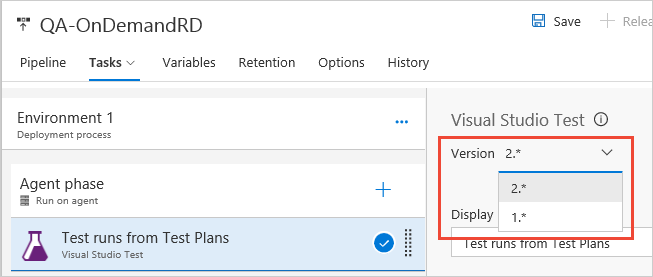 QA-OnDemandRD
Save
+ Relea
Pipeline Tasks Variables Retention Options History
Environment 1
Deployment process
Agent phase
Run on agent
Test runs from Test Plans
Visual Studio Test
Visual Studio Test
Version 2.*
2.*
1.*
Display
Test runs from Test Plans